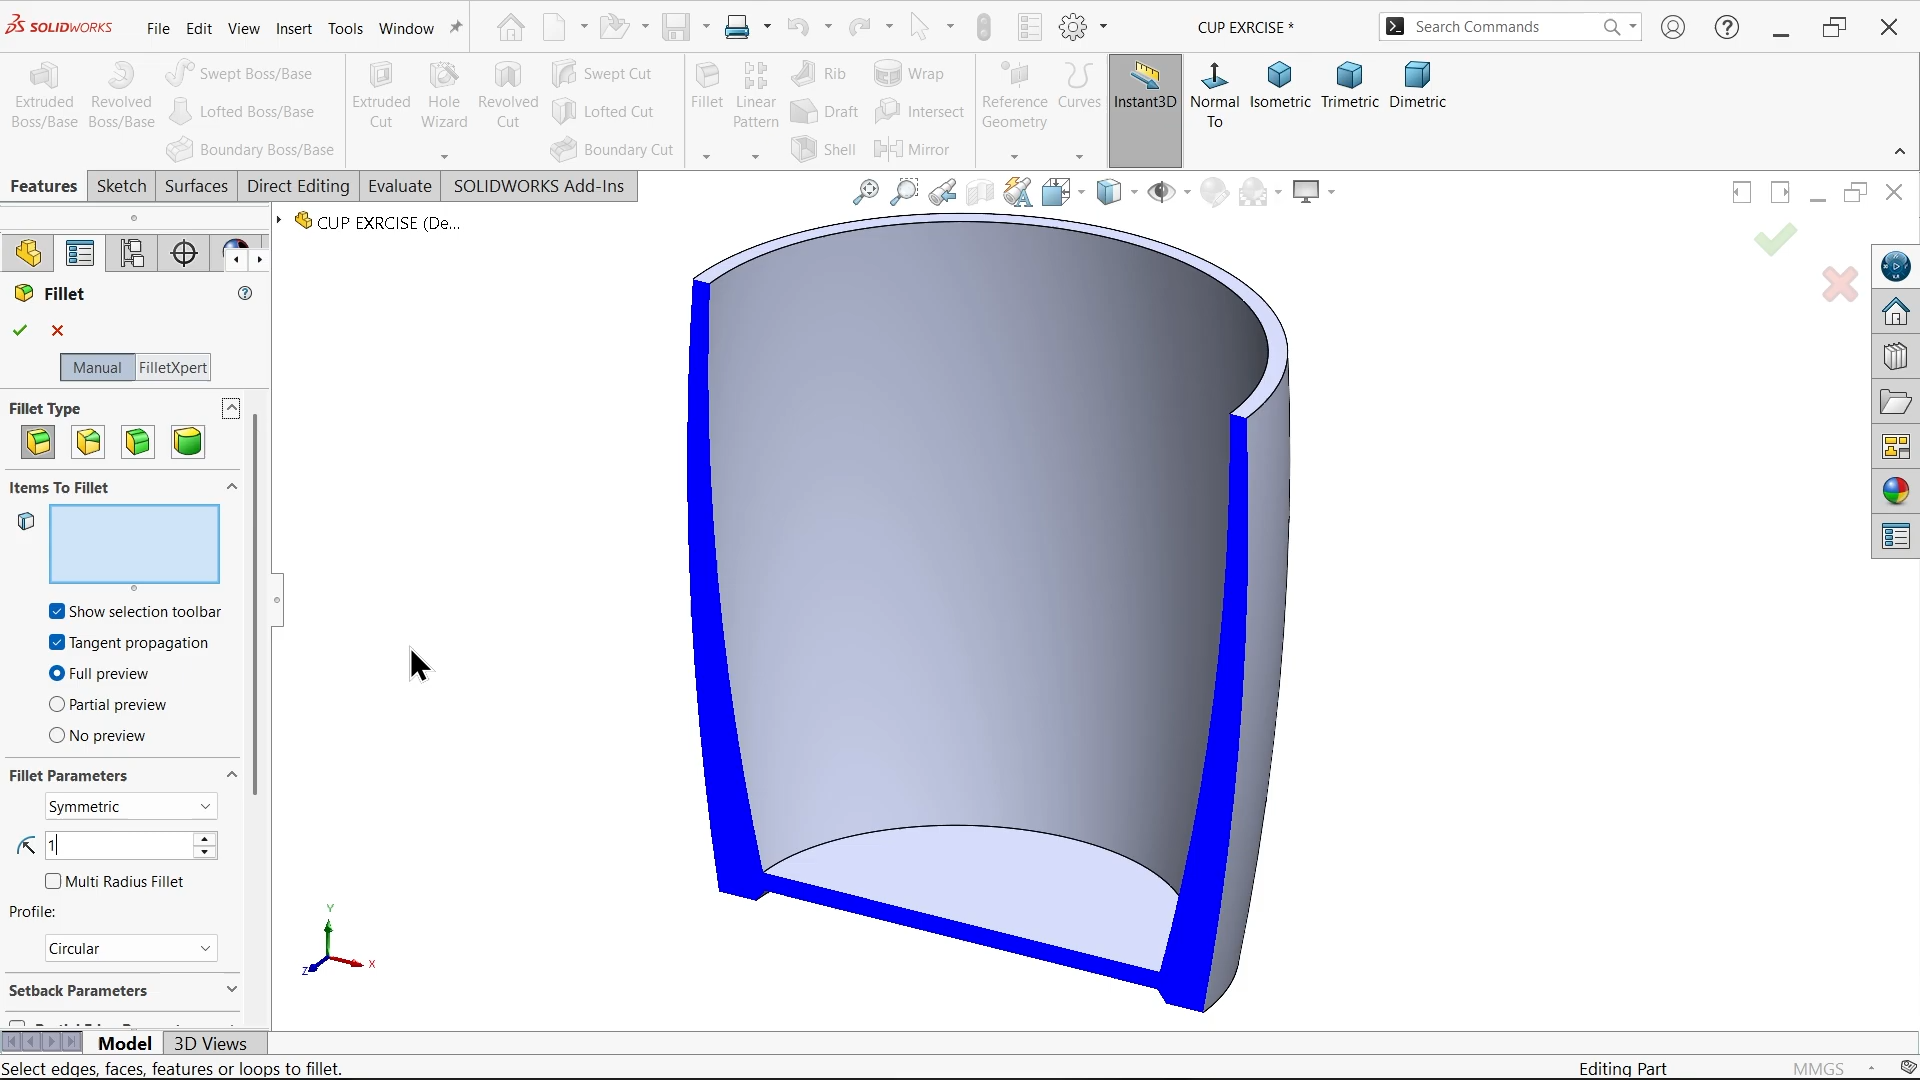 SOLIDWORKS
File Edit View Insert Tools Window
CUP EXRCISE *
Search Commands
Extruded Boss/Base
Revolved Boss/Base
Swept Boss/Base
Lofted Boss/Base
Boundary Boss/Base
Extruded Cut
Hole Wizard
Revolved Cut
Swept Cut
Lofted Cut
Boundary Cut
Fillet
Linear Pattern
Rib
Draft
Shell
Wrap
Intersect
Mirror
Reference Geometry
Curves
Instant3D
Normal To
Isometric
Trimetric
Dimetric
Features Sketch Surfaces Direct Editing Evaluate SOLIDWORKS Add-Ins
CUP EXRCISE (De...
Fillet
Manual FilletXpert
Fillet Type
Items To Fillet
Show selection toolbar
Tangent propagation
Full preview
Partial preview
No preview
Fillet Parameters
Symmetric
1
Multi Radius Fillet
Profile:
Circular
Setback Parameters
Y
X
Z
Model 3D Views
Select edges, faces, features or loops to fillet.
Editing Part
MMGS